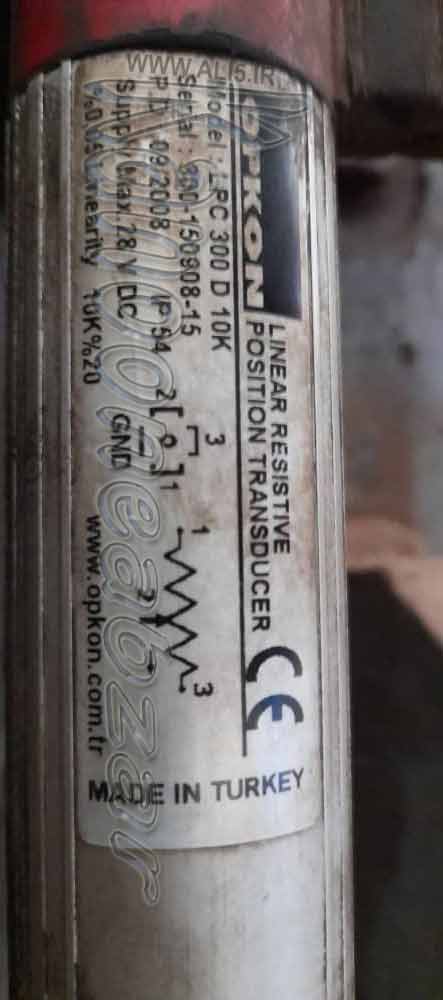 WWW.ALI5.IR
OPKON
LINEAR RESISTIVE
POSITION TRANSDUCER
CE
Model : LPC 300 D 10K
Serial : 300-150908-15
P.D : 09/2008 IP 54
Supply Max.28 V DC
%0.05 Linearity 10K%20
3
2 1
GND
1
2
3
www.opkon.com.tr
MADE IN TURKEY